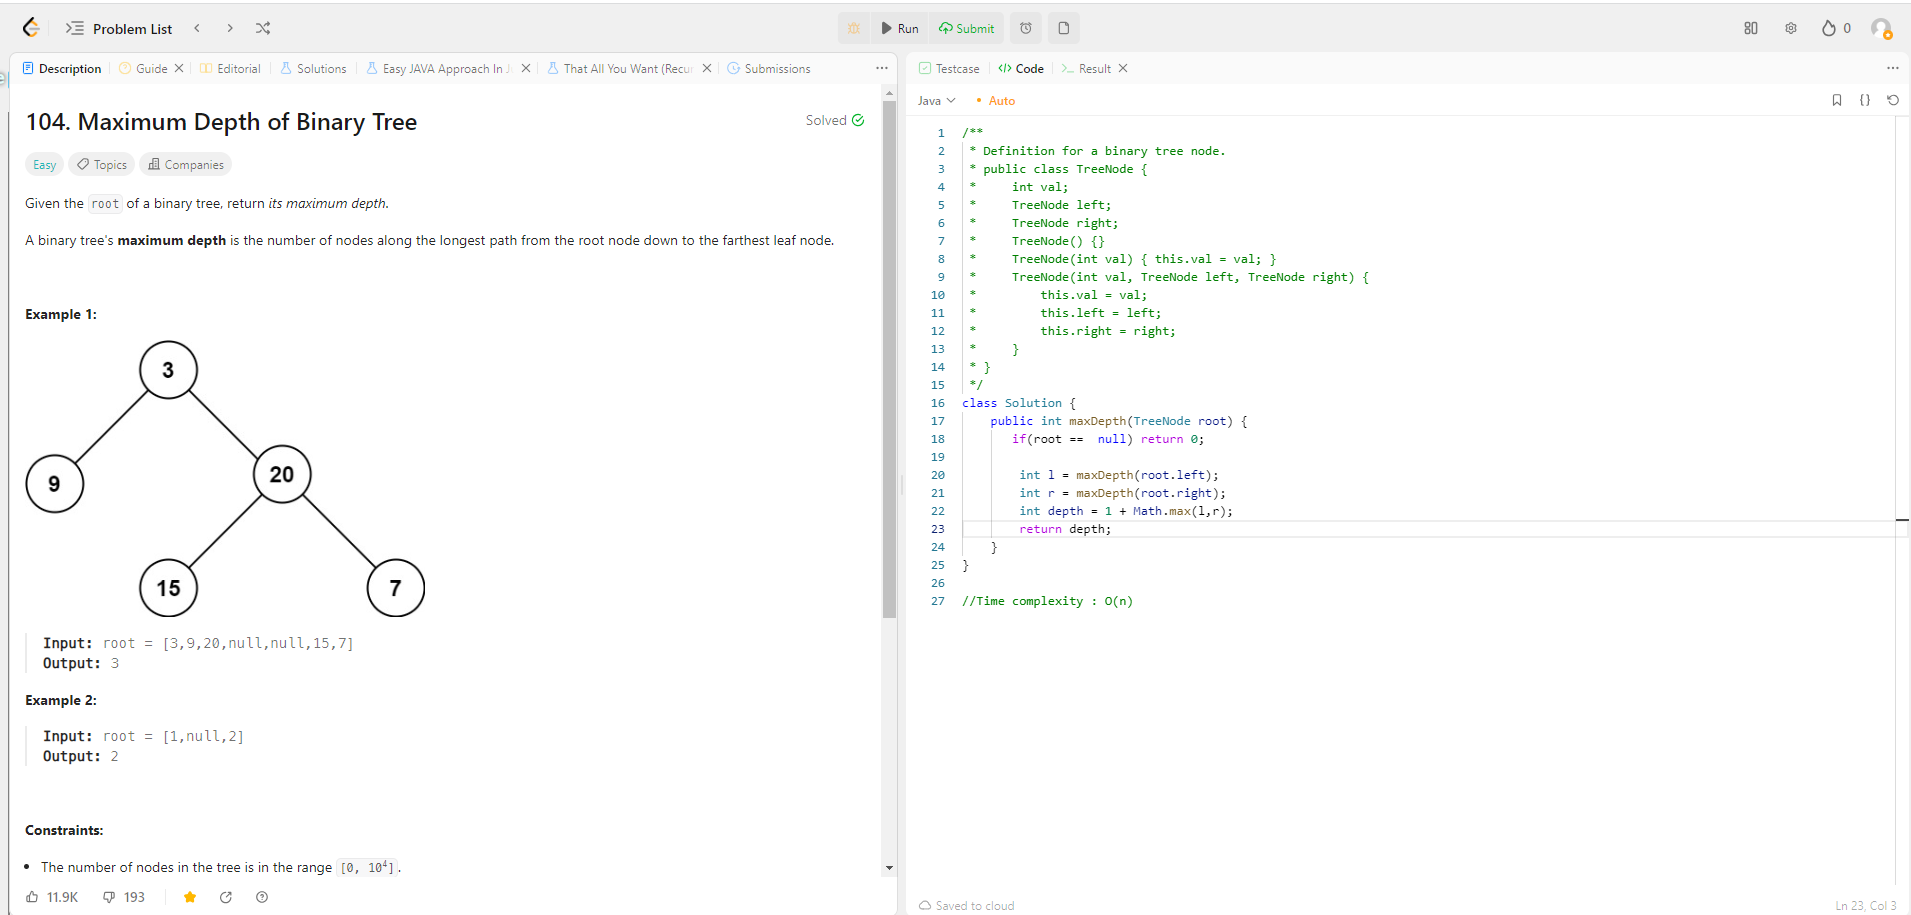 Problem List
Run
Submit
0
Description
Guide
Editorial
Solutions
Easy JAVA Approach In J
That All You Want (Recur
Submissions
104. Maximum Depth of Binary Tree
Solved
Easy
Topics
Companies
Given the root of a binary tree, return its maximum depth.
A binary tree's maximum depth is the number of nodes along the longest path from the root node down to the farthest leaf node.
Example 1:
3
9
20
15
7
Input: root = [3,9,20,null,null,15,7]
Output: 3
Example 2:
Input: root = [1,null,2]
Output: 2
Constraints:
• The number of nodes in the tree is in the range [0, 10⁴].
11.9K
193
Testcase
</> Code
>_ Result
Java
• Auto
{}
1 /**
2  * Definition for a binary tree node.
3  * public class TreeNode {
4  *     int val;
5  *     TreeNode left;
6  *     TreeNode right;
7  *     TreeNode() {}
8  *     TreeNode(int val) { this.val = val; }
9  *     TreeNode(int val, TreeNode left, TreeNode right) {
10  *         this.val = val;
11  *         this.left = left;
12  *         this.right = right;
13  *     }
14  * }
15  */
16 class Solution {
17     public int maxDepth(TreeNode root) {
18        if(root ==  null) return 0;
19
20         int l = maxDepth(root.left);
21         int r = maxDepth(root.right);
22         int depth = 1 + Math.max(l,r);
23         return depth;
24     }
25 }
26
27 //Time complexity : O(n)
Saved to cloud
Ln 23, Col 3